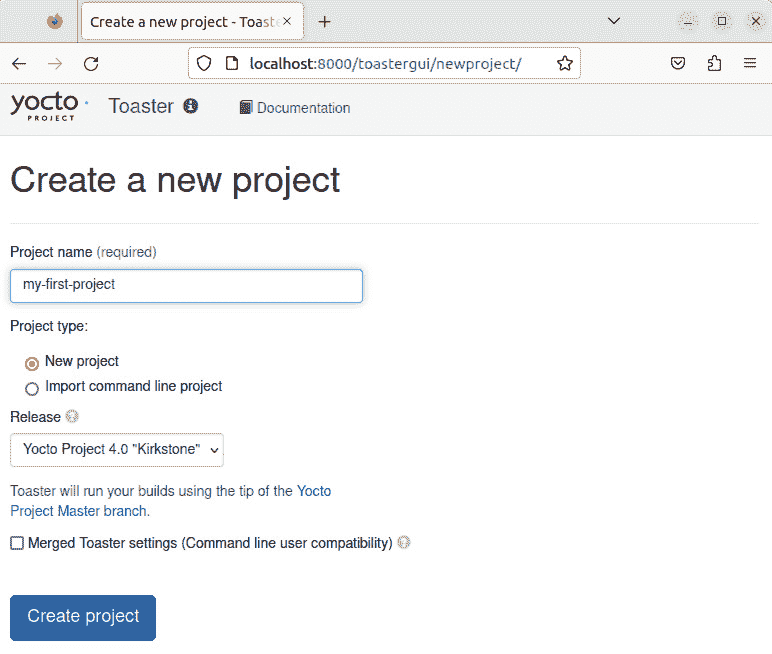 Create a new project - Toaste
localhost:8000/toastergui/newproject/
yocto PROJECT
Toaster
Documentation
Create a new project
Project name (required)
my-first-project
Project type:
New project
Import command line project
Release
Yocto Project 4.0 "Kirkstone"
Toaster will run your builds using the tip of the Yocto
Project Master branch.
Merged Toaster settings (Command line user compatibility)
Create project